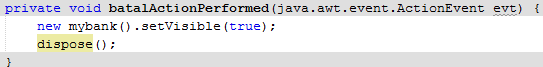 private void batalActionPerformed(java.awt.event.ActionEvent evt) {
new mybank().setVisible(true);
dispose();
}